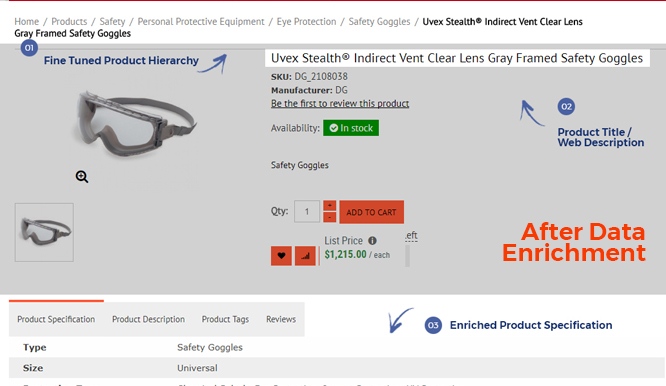 Home / Products / Safety / Personal Protective Equipment / Eye Protection / Safety Goggles / Uvex Stealth® Indirect Vent Clear Lens
Gray Framed Safety Goggles
01
Fine Tuned Product Hierarchy
Uvex Stealth® Indirect Vent Clear Lens Gray Framed Safety Goggles
SKU: DG_2108038
Manufacturer: DG
Be the first to review this product
02
Product Title /
Web Description
Availability: In stock
Safety Goggles
Qty: 1 + - ADD TO CART
After Data
Enrichment
List Price
$1,215.00 / each
Product Specification Product Description Product Tags Reviews
03 Enriched Product Specification
Type Safety Goggles
Size Universal